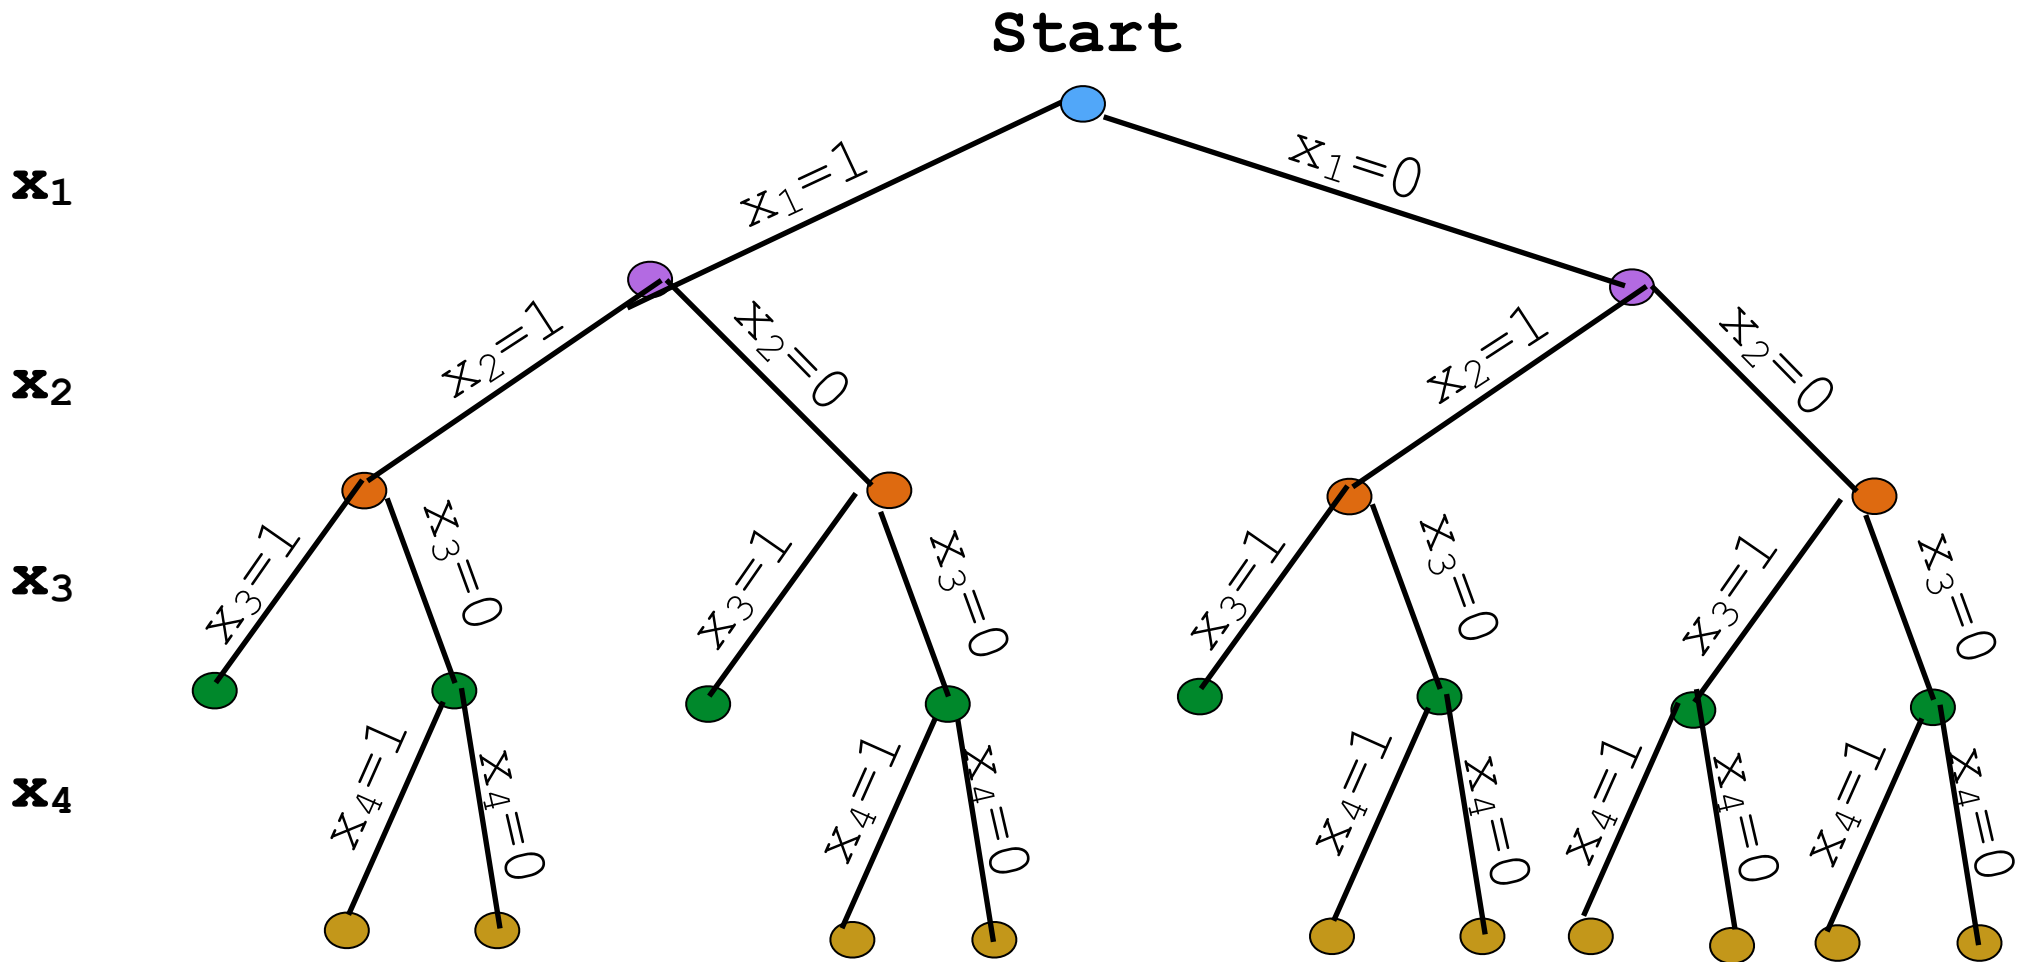 Start
x1
x1=1
x1=0
x2
x2=1
x2=0
x2=1
x2=0
x3
x3=1
x3=0
x3=1
x3=0
x3=1
x3=0
x3=1
x3=0
x4
x4=1
x4=0
x4=1
x4=0
x4=1
x4=0
x4=1
x4=0
x4=1
x4=0